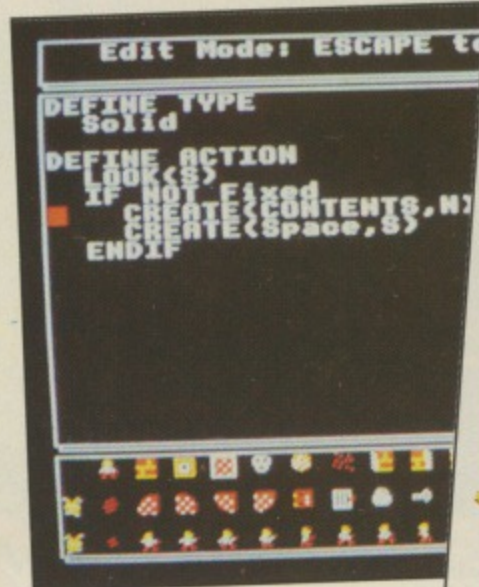 Edit Mode: ESCAPE
DEFINE TYPE
Solid
DEFINE ACTION
LOOK(S)
IF NOT Fixed
CREATE(CONTENTS,N)
CREATE(Space,S)
ENDIF